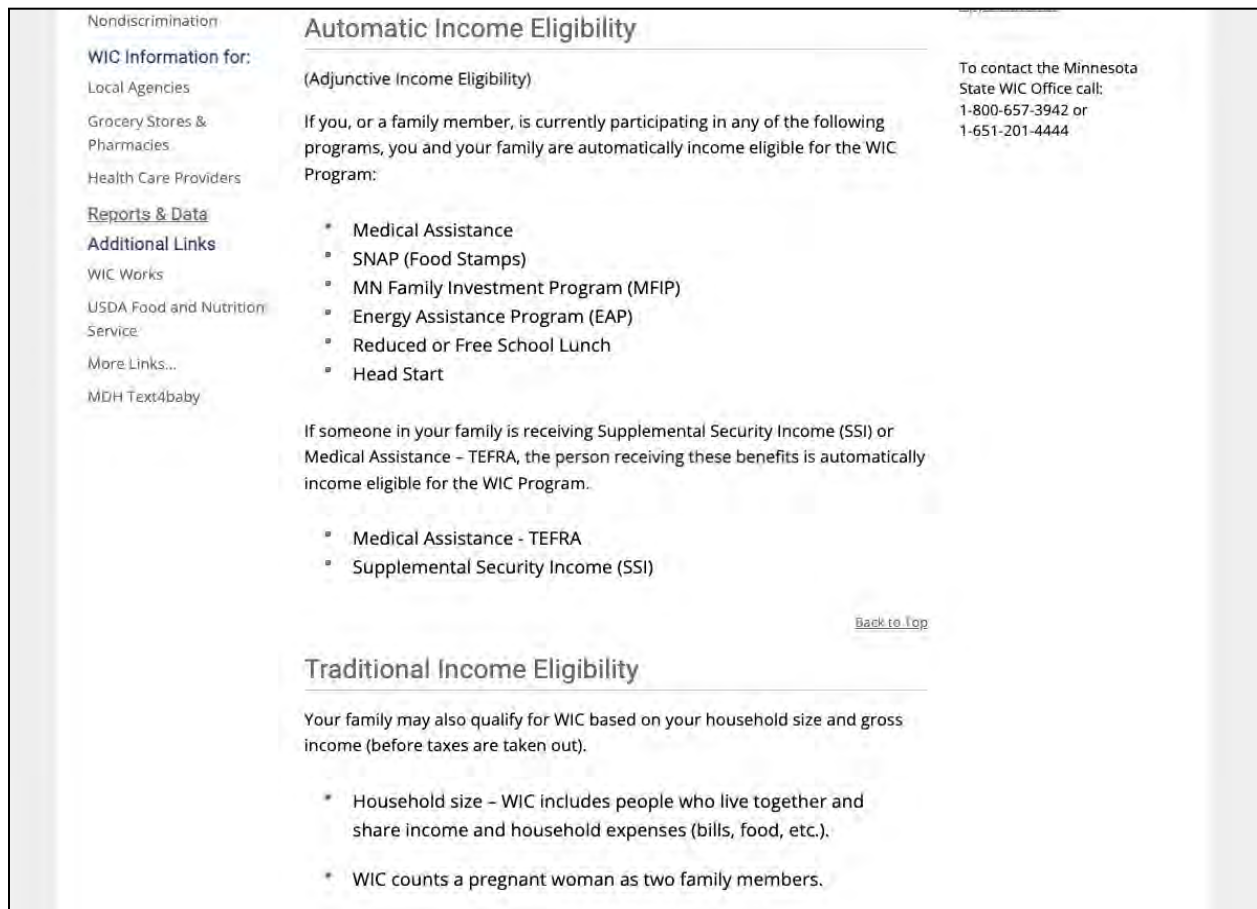 Nondiscrimination
WIC Information for:
Local Agencies
Grocery Stores &
Pharmacies
Health Care Providers
Reports & Data
Additional Links
WIC Works
USDA Food and Nutrition
Service
More Links...
MDH Text4baby
Automatic Income Eligibility
(Adjunctive Income Eligibility)
If you, or a family member, is currently participating in any of the following
programs, you and your family are automatically income eligible for the WIC
Program:
Medical Assistance
SNAP (Food Stamps)
MN Family Investment Program (MFIP)
Energy Assistance Program (EAP)
Reduced or Free School Lunch
Head Start
If someone in your family is receiving Supplemental Security Income (SSI) or
Medical Assistance – TEFRA, the person receiving these benefits is automatically
income eligible for the WIC Program.
Medical Assistance - TEFRA
Supplemental Security Income (SSI)
Back to Top
Traditional Income Eligibility
Your family may also qualify for WIC based on your household size and gross
income (before taxes are taken out).
Household size – WIC includes people who live together and
share income and household expenses (bills, food, etc.).
WIC counts a pregnant woman as two family members.
To contact the Minnesota
State WIC Office call:
1-800-657-3942 or
1-651-201-4444